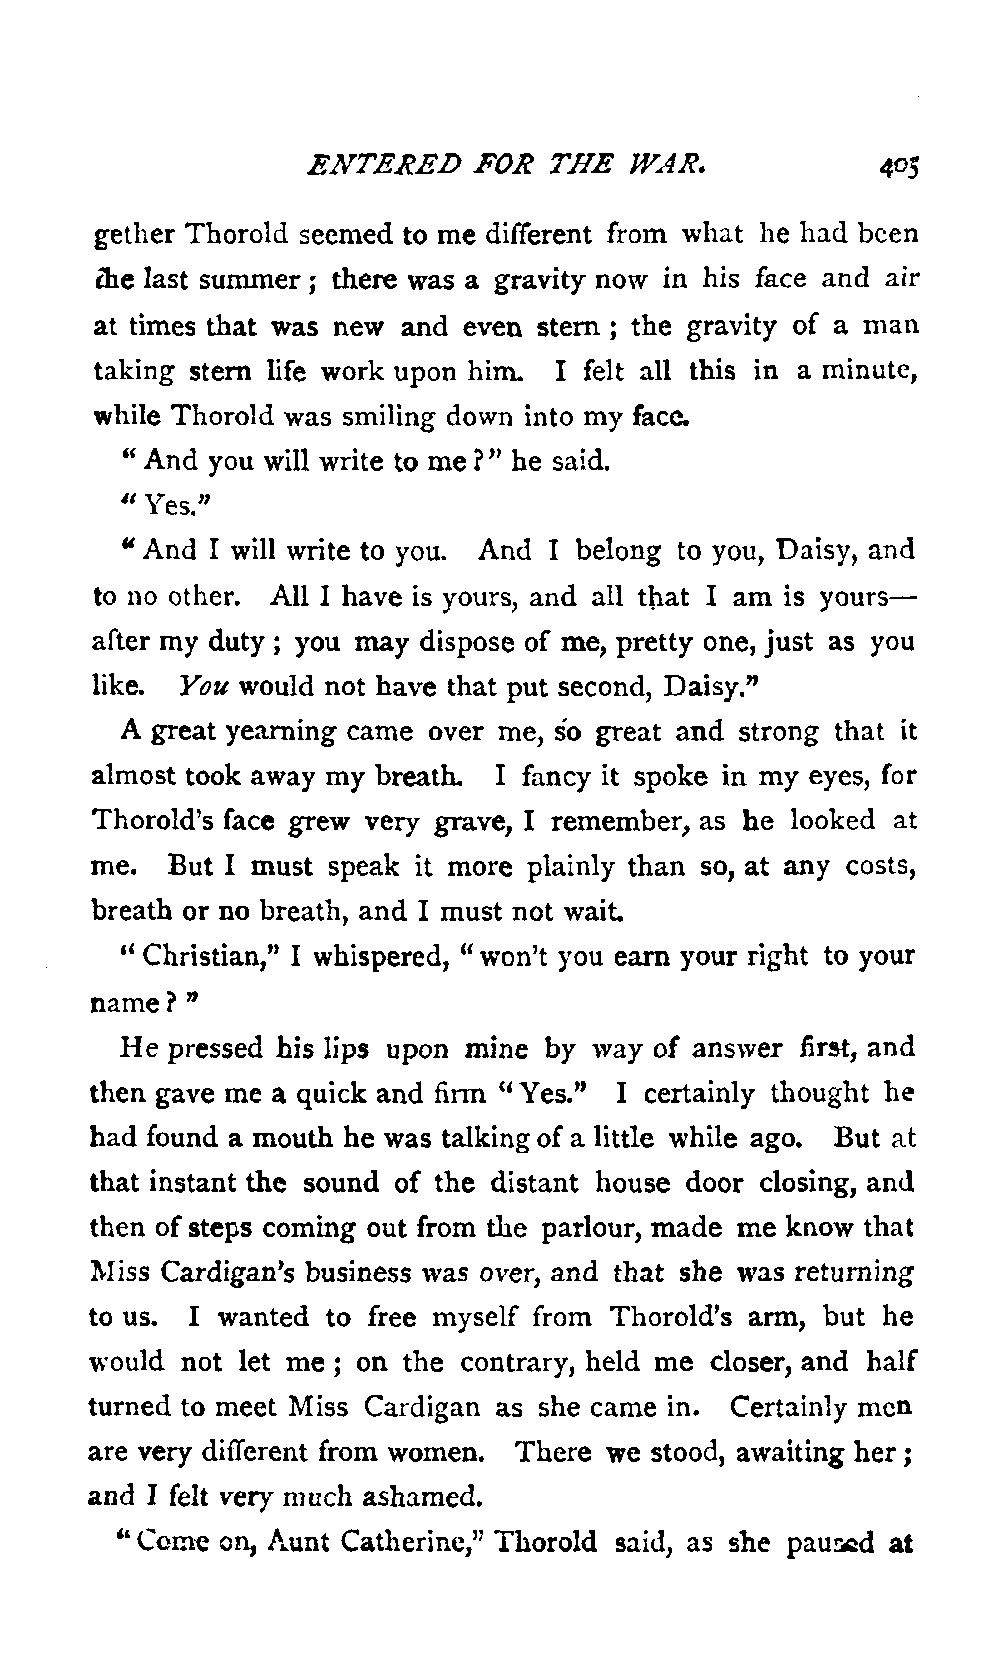 ENTERED FOR THE WAR. 405
gether Thorold seemed to me different from what he had been
the last summer ; there was a gravity now in his face and air
at times that was new and even stern ; the gravity of a man
taking stern life work upon him. I felt all this in a minute,
while Thorold was smiling down into my face.
" And you will write to me ? " he said.
" Yes."
" And I will write to you. And I belong to you, Daisy, and
to no other. All I have is yours, and all that I am is yours—
after my duty ; you may dispose of me, pretty one, just as you
like. You would not have that put second, Daisy."
A great yearning came over me, so great and strong that it
almost took away my breath. I fancy it spoke in my eyes, for
Thorold's face grew very grave, I remember, as he looked at
me. But I must speak it more plainly than so, at any costs,
breath or no breath, and I must not wait.
" Christian," I whispered, " won't you earn your right to your
name ? "
He pressed his lips upon mine by way of answer first, and
then gave me a quick and firm " Yes." I certainly thought he
had found a mouth he was talking of a little while ago. But at
that instant the sound of the distant house door closing, and
then of steps coming out from the parlour, made me know that
Miss Cardigan's business was over, and that she was returning
to us. I wanted to free myself from Thorold's arm, but he
would not let me ; on the contrary, held me closer, and half
turned to meet Miss Cardigan as she came in. Certainly men
are very different from women. There we stood, awaiting her ;
and I felt very much ashamed.
" Come on, Aunt Catherine," Thorold said, as she paused at